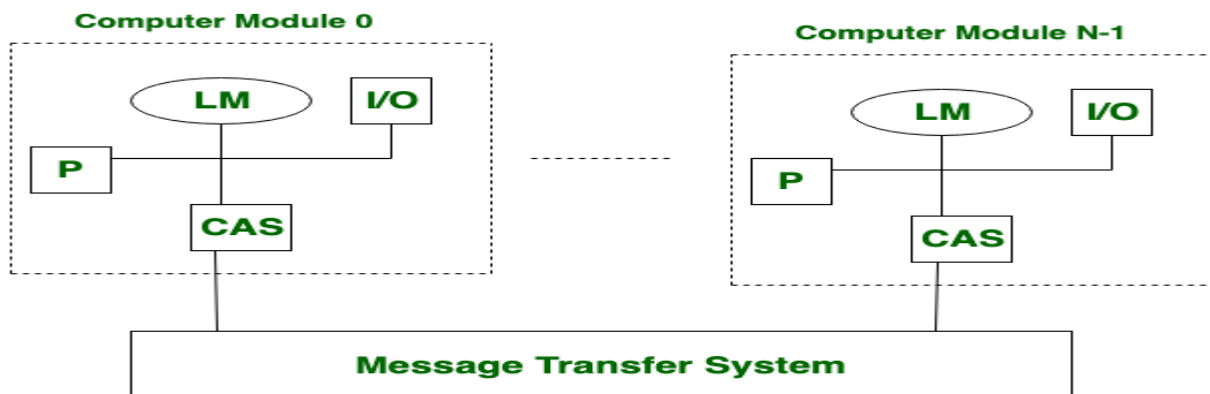 Computer Module 0
Computer Module N-1
LM
I/O
P
CAS
LM
I/O
P
CAS
Message Transfer System